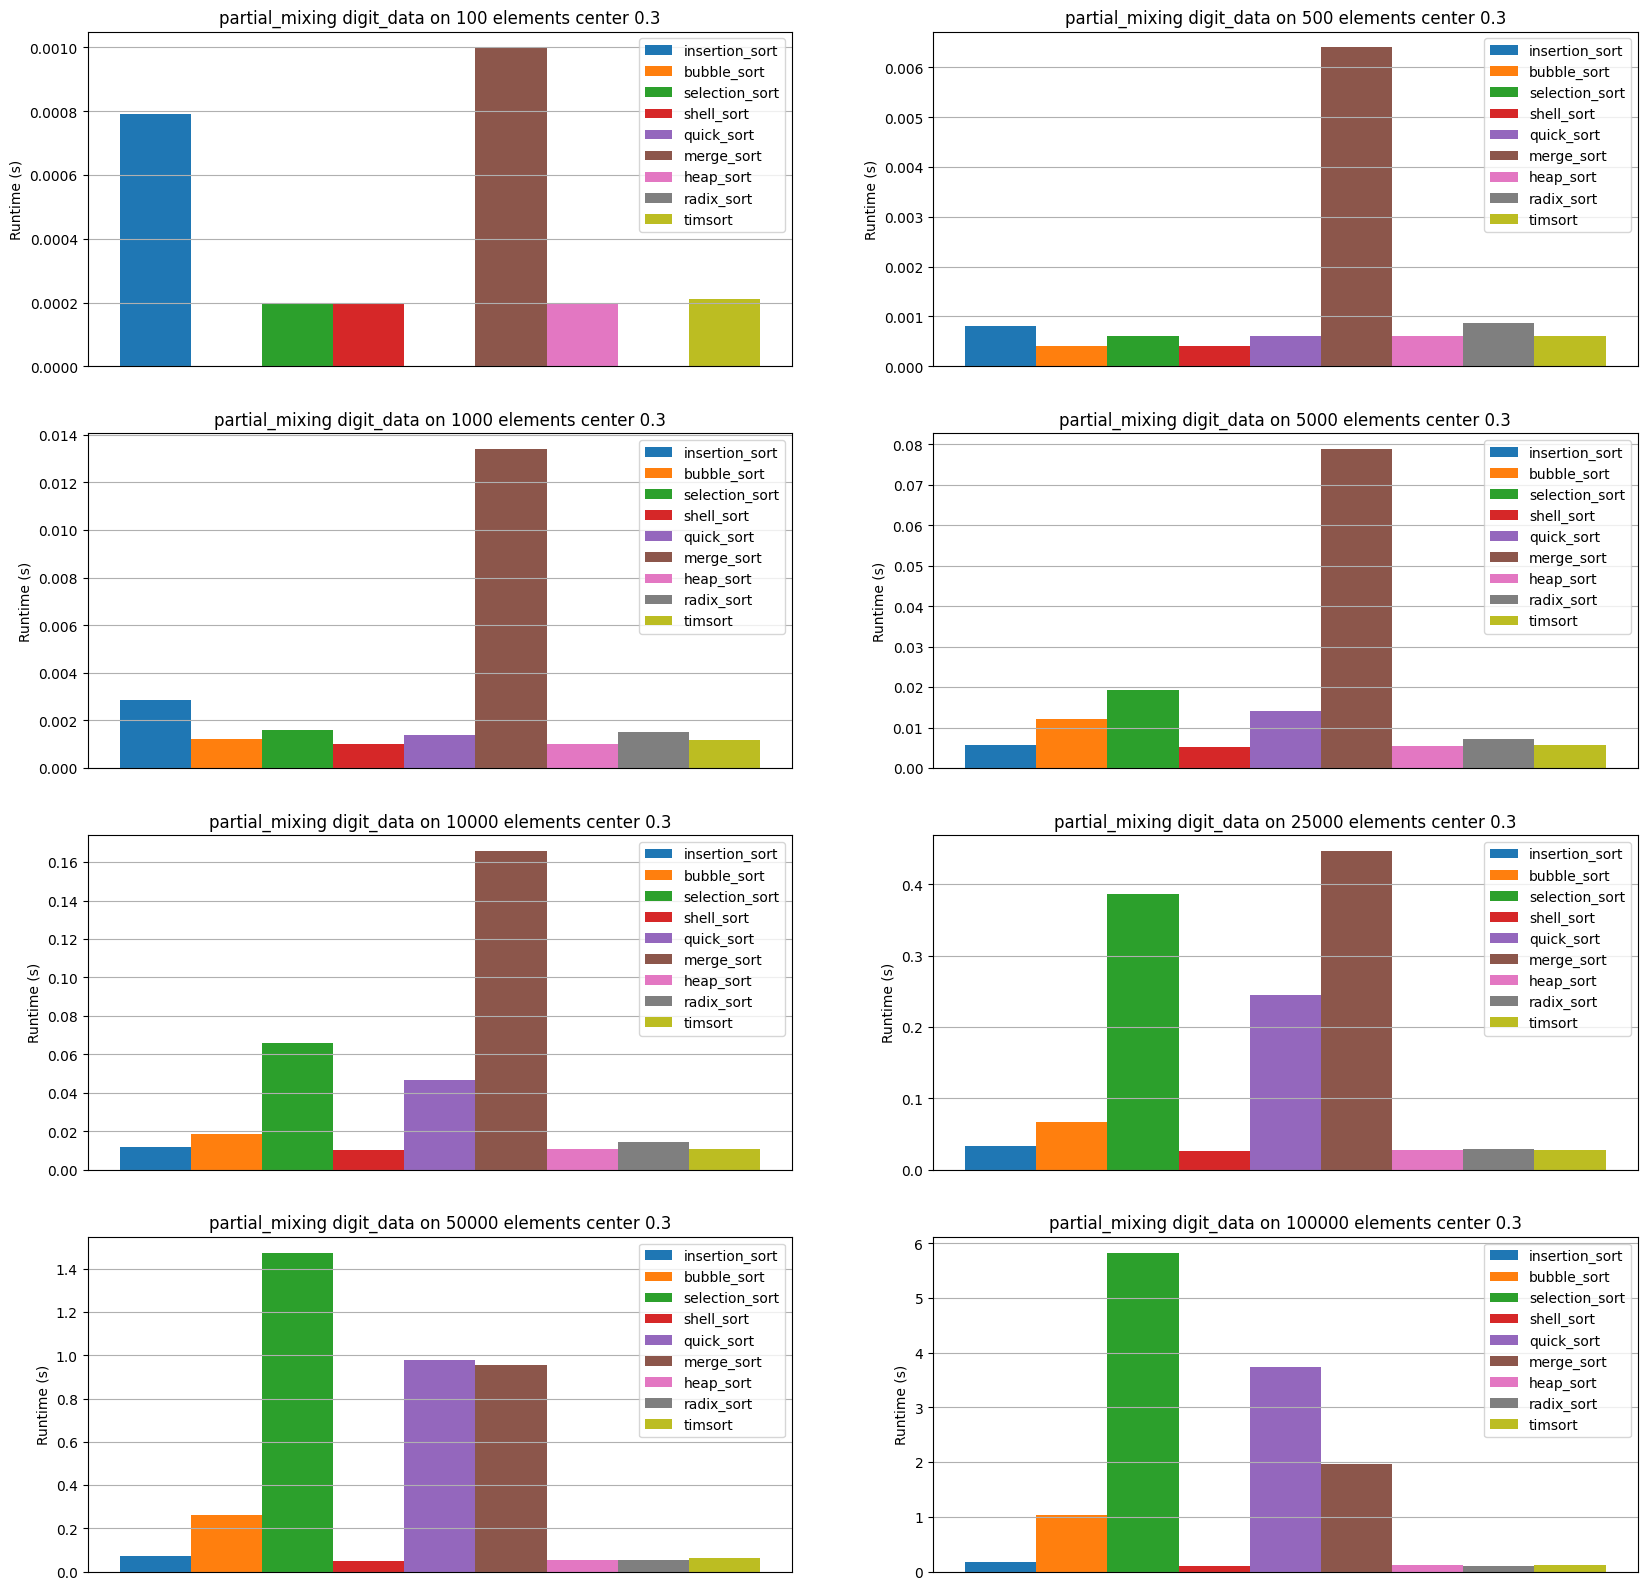 partial_mixing digit_data on 100 elements center 0.3
Runtime (s)
0.0010
0.0008
0.0006
0.0004
0.0002
0.0000
insertion_sort
bubble_sort
selection_sort
shell_sort
quick_sort
merge_sort
heap_sort
radix_sort
timsort
partial_mixing digit_data on 500 elements center 0.3
Runtime (s)
0.006
0.005
0.004
0.003
0.002
0.001
0.000
insertion_sort
bubble_sort
selection_sort
shell_sort
quick_sort
merge_sort
heap_sort
radix_sort
timsort
partial_mixing digit_data on 1000 elements center 0.3
Runtime (s)
0.014
0.012
0.010
0.008
0.006
0.004
0.002
0.000
insertion_sort
bubble_sort
selection_sort
shell_sort
quick_sort
merge_sort
heap_sort
radix_sort
timsort
partial_mixing digit_data on 5000 elements center 0.3
Runtime (s)
0.08
0.07
0.06
0.05
0.04
0.03
0.02
0.01
0.00
insertion_sort
bubble_sort
selection_sort
shell_sort
quick_sort
merge_sort
heap_sort
radix_sort
timsort
partial_mixing digit_data on 10000 elements center 0.3
Runtime (s)
0.16
0.14
0.12
0.10
0.08
0.06
0.04
0.02
0.00
insertion_sort
bubble_sort
selection_sort
shell_sort
quick_sort
merge_sort
heap_sort
radix_sort
timsort
partial_mixing digit_data on 25000 elements center 0.3
Runtime (s)
0.4
0.3
0.2
0.1
0.0
insertion_sort
bubble_sort
selection_sort
shell_sort
quick_sort
merge_sort
heap_sort
radix_sort
timsort
partial_mixing digit_data on 50000 elements center 0.3
Runtime (s)
1.4
1.2
1.0
0.8
0.6
0.4
0.2
0.0
insertion_sort
bubble_sort
selection_sort
shell_sort
quick_sort
merge_sort
heap_sort
radix_sort
timsort
partial_mixing digit_data on 100000 elements center 0.3
Runtime (s)
6
5
4
3
2
1
0
insertion_sort
bubble_sort
selection_sort
shell_sort
quick_sort
merge_sort
heap_sort
radix_sort
timsort